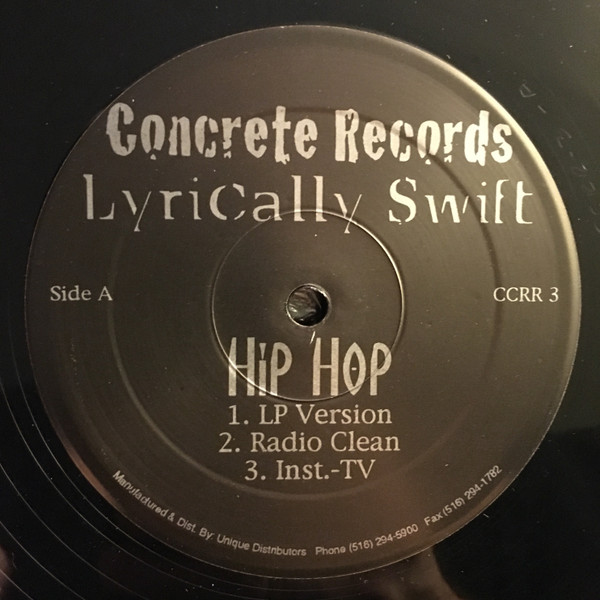 Concrete Records
Lyrically Swift
Side A
CCRR 3
Hip Hop
1. LP Version
2. Radio Clean
3. Inst.-TV
Manufactured & Dist. By: Unique Distributors Phone (516) 294-5900 Fax (516) 294-1782